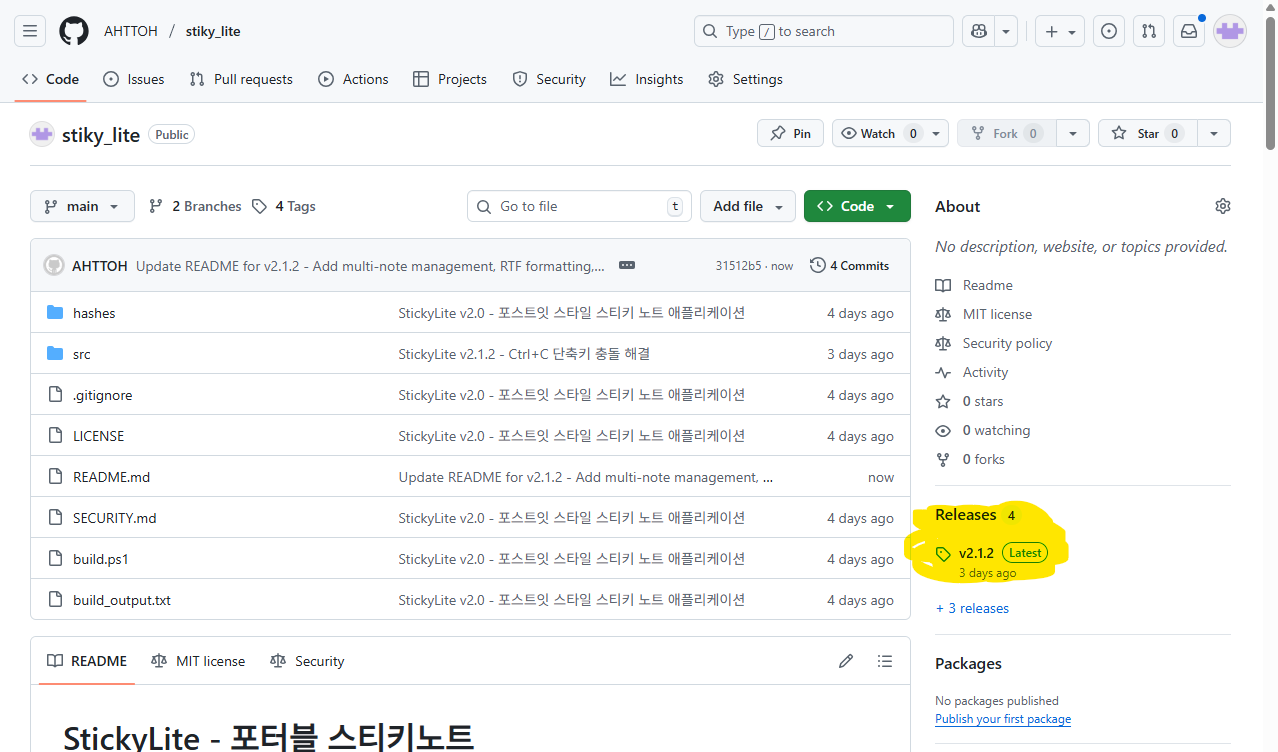 AHTTOH / stiky_lite
Type / to search
Code Issues Pull requests Actions Projects Security Insights Settings
stiky_lite Public
Pin Watch 0 Fork 0 Star 0
main 2 Branches 4 Tags
Go to file t Add file Code
AHTTOH Update README for v2.1.2 - Add multi-note management, RTF formatting,... 31512b5 · now 4 Commits
hashes StickyLite v2.0 - 포스트잇 스타일 스티키 노트 애플리케이션 4 days ago
src StickyLite v2.1.2 - Ctrl+C 단축키 충돌 해결 3 days ago
.gitignore StickyLite v2.0 - 포스트잇 스타일 스티키 노트 애플리케이션 4 days ago
LICENSE StickyLite v2.0 - 포스트잇 스타일 스티키 노트 애플리케이션 4 days ago
README.md Update README for v2.1.2 - Add multi-note management, ... now
SECURITY.md StickyLite v2.0 - 포스트잇 스타일 스티키 노트 애플리케이션 4 days ago
build.ps1 StickyLite v2.0 - 포스트잇 스타일 스티키 노트 애플리케이션 4 days ago
build_output.txt StickyLite v2.0 - 포스트잇 스타일 스티키 노트 애플리케이션 4 days ago
README MIT license Security
StickyLite - 포터블 스티키노트
About
No description, website, or topics provided.
Readme
MIT license
Security policy
Activity
0 stars
0 watching
0 forks
Releases 4
v2.1.2 Latest
3 days ago
+ 3 releases
Packages
No packages published
Publish your first package